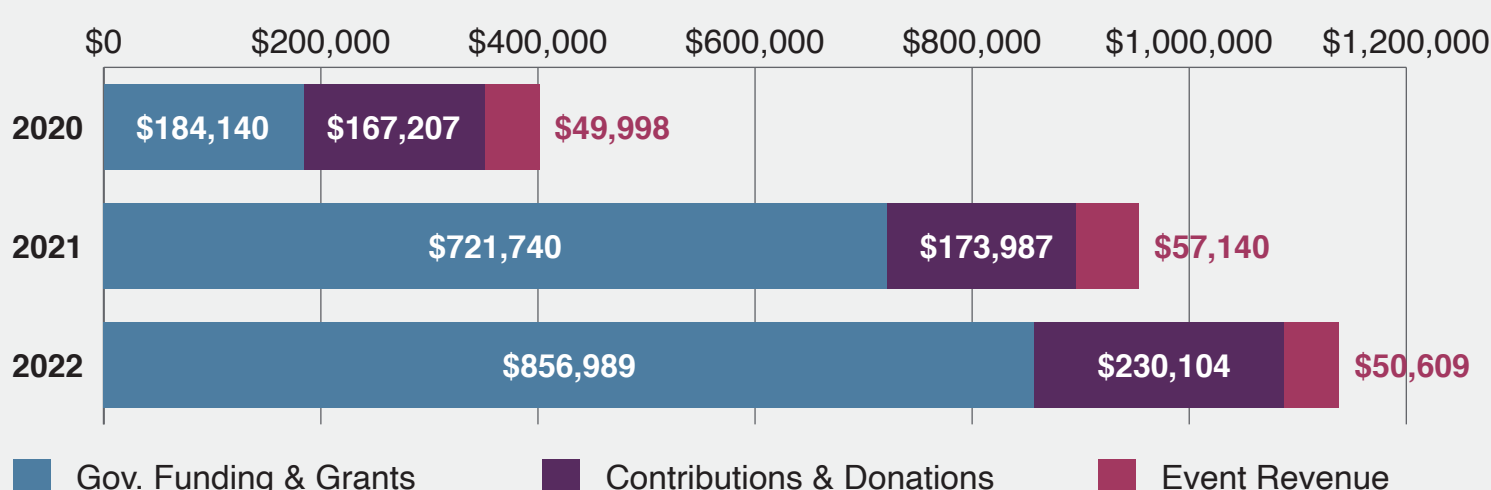 $0 $200,000 $400,000 $600,000 $800,000 $1,000,000 $1,200,000
2020 $184,140 $167,207 $49,998
2021 $721,740 $173,987 $57,140
2022 $856,989 $230,104 $50,609
Gov. Funding & Grants Contributions & Donations Event Revenue